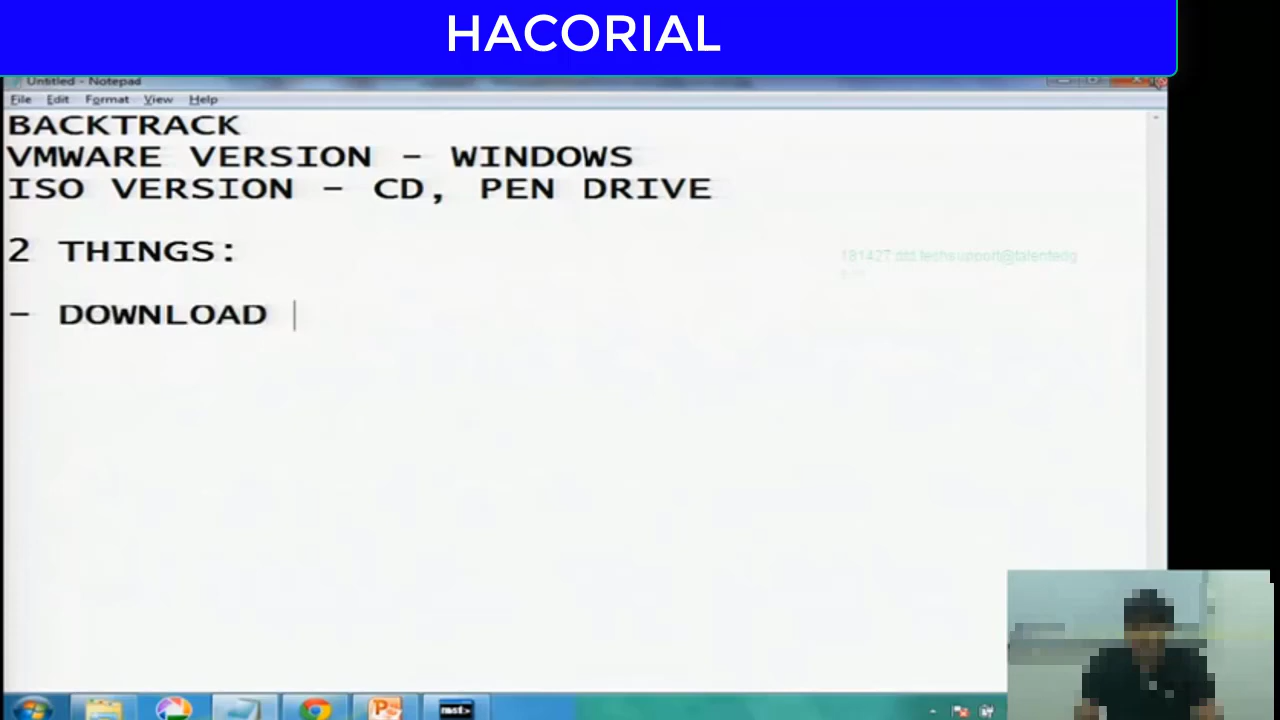 HACORIAL
Untitled - Notepad
File Edit Format View Help
BACKTRACK
VMWARE VERSION - WINDOWS
ISO VERSION - CD, PEN DRIVE
2 THINGS:
- DOWNLOAD